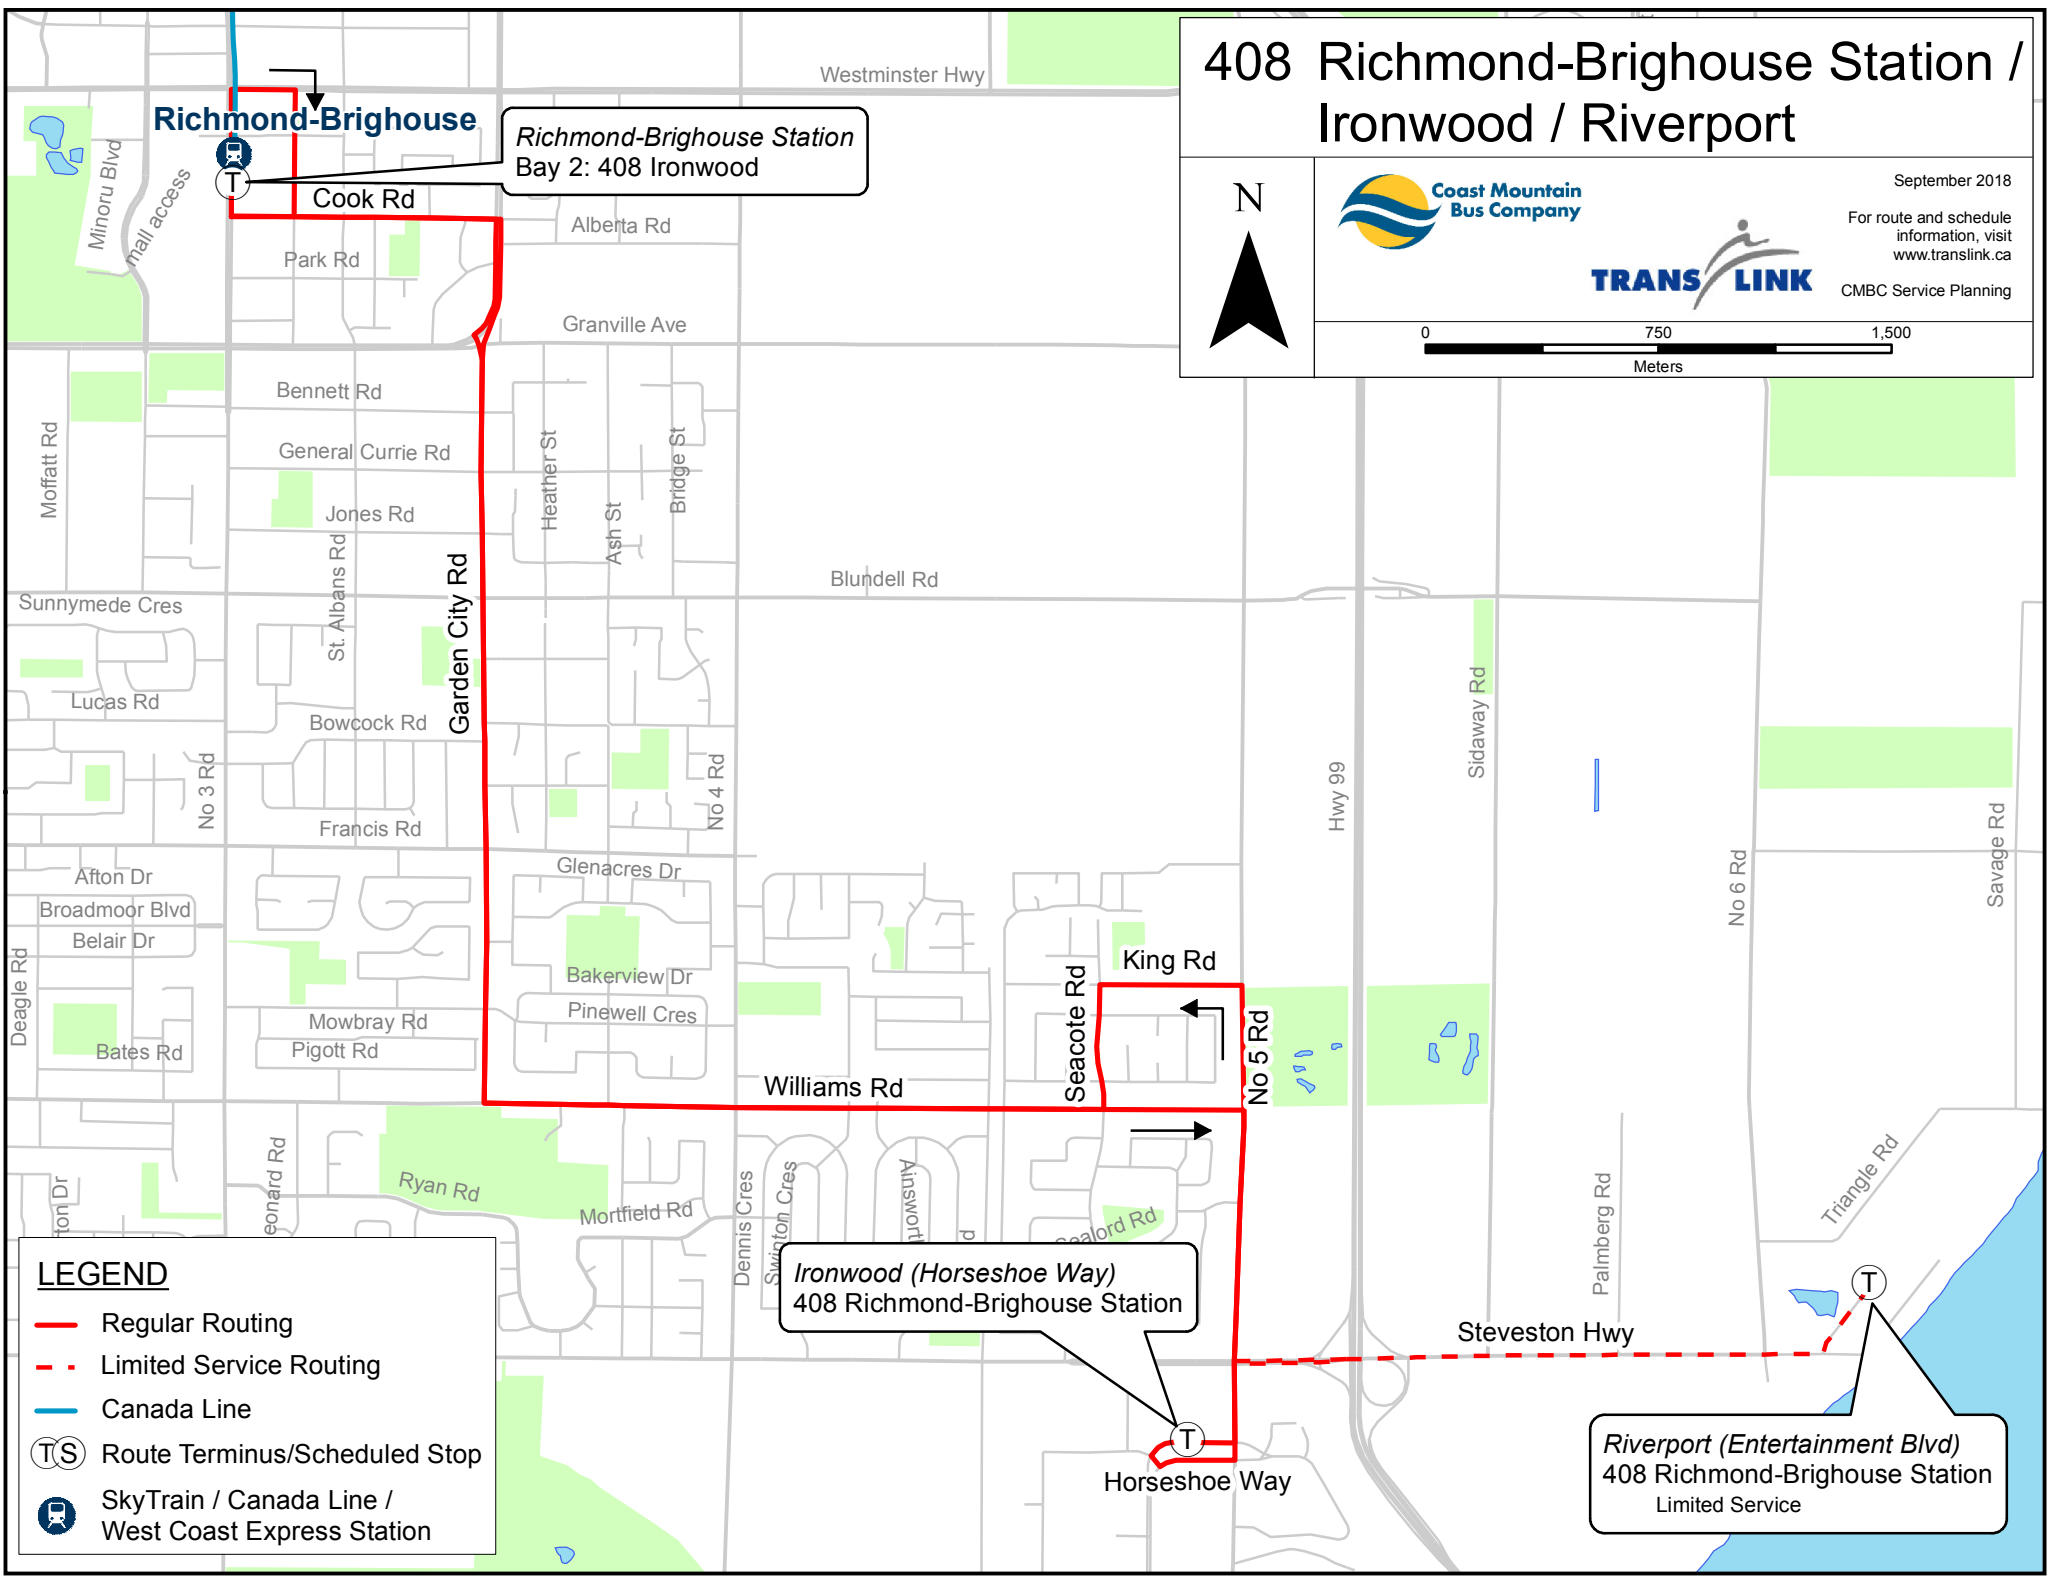 408 Richmond-Brighouse Station /
Ironwood / Riverport
N
Coast Mountain
Bus Company
TRANS LINK
September 2018
For route and schedule
information, visit
www.translink.ca
CMBC Service Planning
0 750 1,500
Meters
Westminster Hwy
Richmond-Brighouse
Richmond-Brighouse Station
Bay 2: 408 Ironwood
T
Minoru Blvd
mall access
Cook Rd
Alberta Rd
Park Rd
Granville Ave
Bennett Rd
Moffatt Rd
General Currie Rd
Heather St
Bridge St
Jones Rd
Ash St
St. Albans Rd
Garden City Rd
Blundell Rd
Sunnymede Cres
Lucas Rd
Bowcock Rd
No 3 Rd
No 4 Rd
Sidaway Rd
Hwy 99
Francis Rd
Savage Rd
No 6 Rd
Glenacres Dr
Afton Dr
Broadmoor Blvd
Belair Dr
Deagle Rd
Bakerview Dr
Pinewell Cres
King Rd
Seacote Rd
No 5 Rd
Mowbray Rd
Pigott Rd
Bates Rd
Williams Rd
Ryan Rd
Mortfield Rd
Dennis Cres
Swinton Cres
Ainsworth
Sealord Rd
eonard Rd
ton Dr
d
Palmberg Rd
Triangle Rd
Ironwood (Horseshoe Way)
408 Richmond-Brighouse Station
T
Steveston Hwy
T
Horseshoe Way
Riverport (Entertainment Blvd)
408 Richmond-Brighouse Station
Limited Service
LEGEND
Regular Routing
Limited Service Routing
Canada Line
TS Route Terminus/Scheduled Stop
SkyTrain / Canada Line /
West Coast Express Station